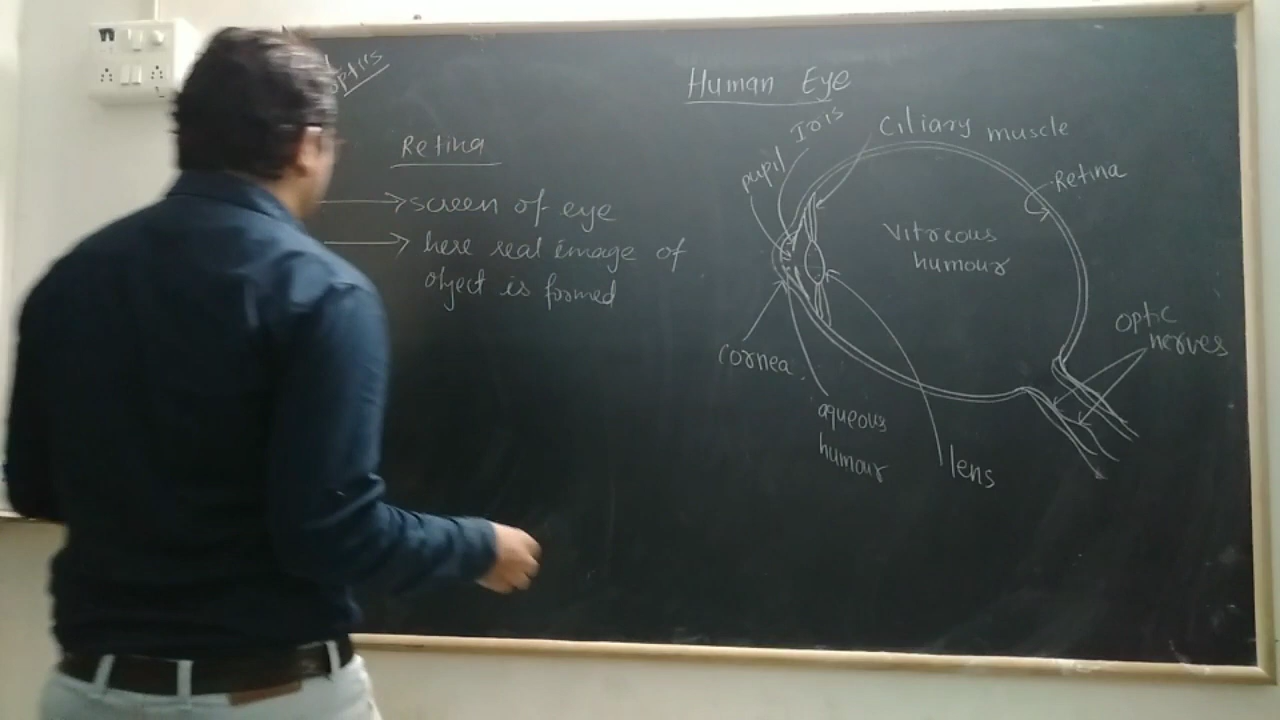 optics
Human Eye
Retina
screen of eye
here real image of
object is formed
pupil
Iris
Ciliary muscle
Retina
Vitreous
humour
optic
nerves
cornea
aqueous
humour
lens